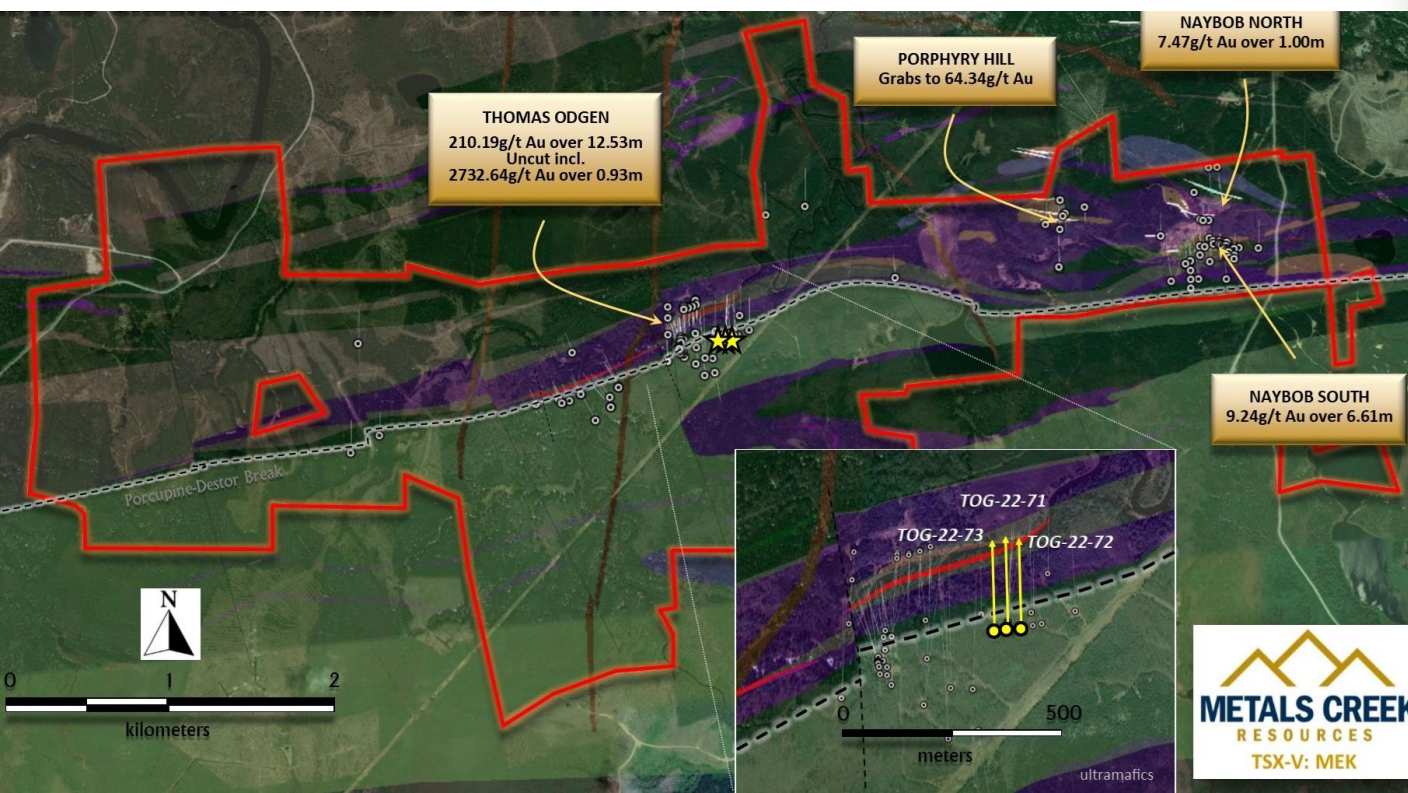 NAYBOB NORTH
7.47g/t Au over 1.00m
PORPHYRY HILL
Grabs to 64.34g/t Au
THOMAS ODGEN
210.19g/t Au over 12.53m
Uncut incl.
2732.64g/t Au over 0.93m
NAYBOB SOUTH
9.24g/t Au over 6.61m
Porcupine-Destor Break
TOG-22-71
TOG-22-73
TOG-22-72
N
0 1 2
kilometers
0 500
meters
ultramafics
METALS CREEK
RESOURCES
TSX-V: MEK